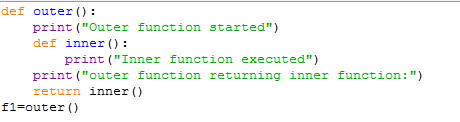 def outer():
    print("Outer function started")
    def inner():
        print("Inner function executed")
    print("outer function returning inner function:")
    return inner()
f1=outer()